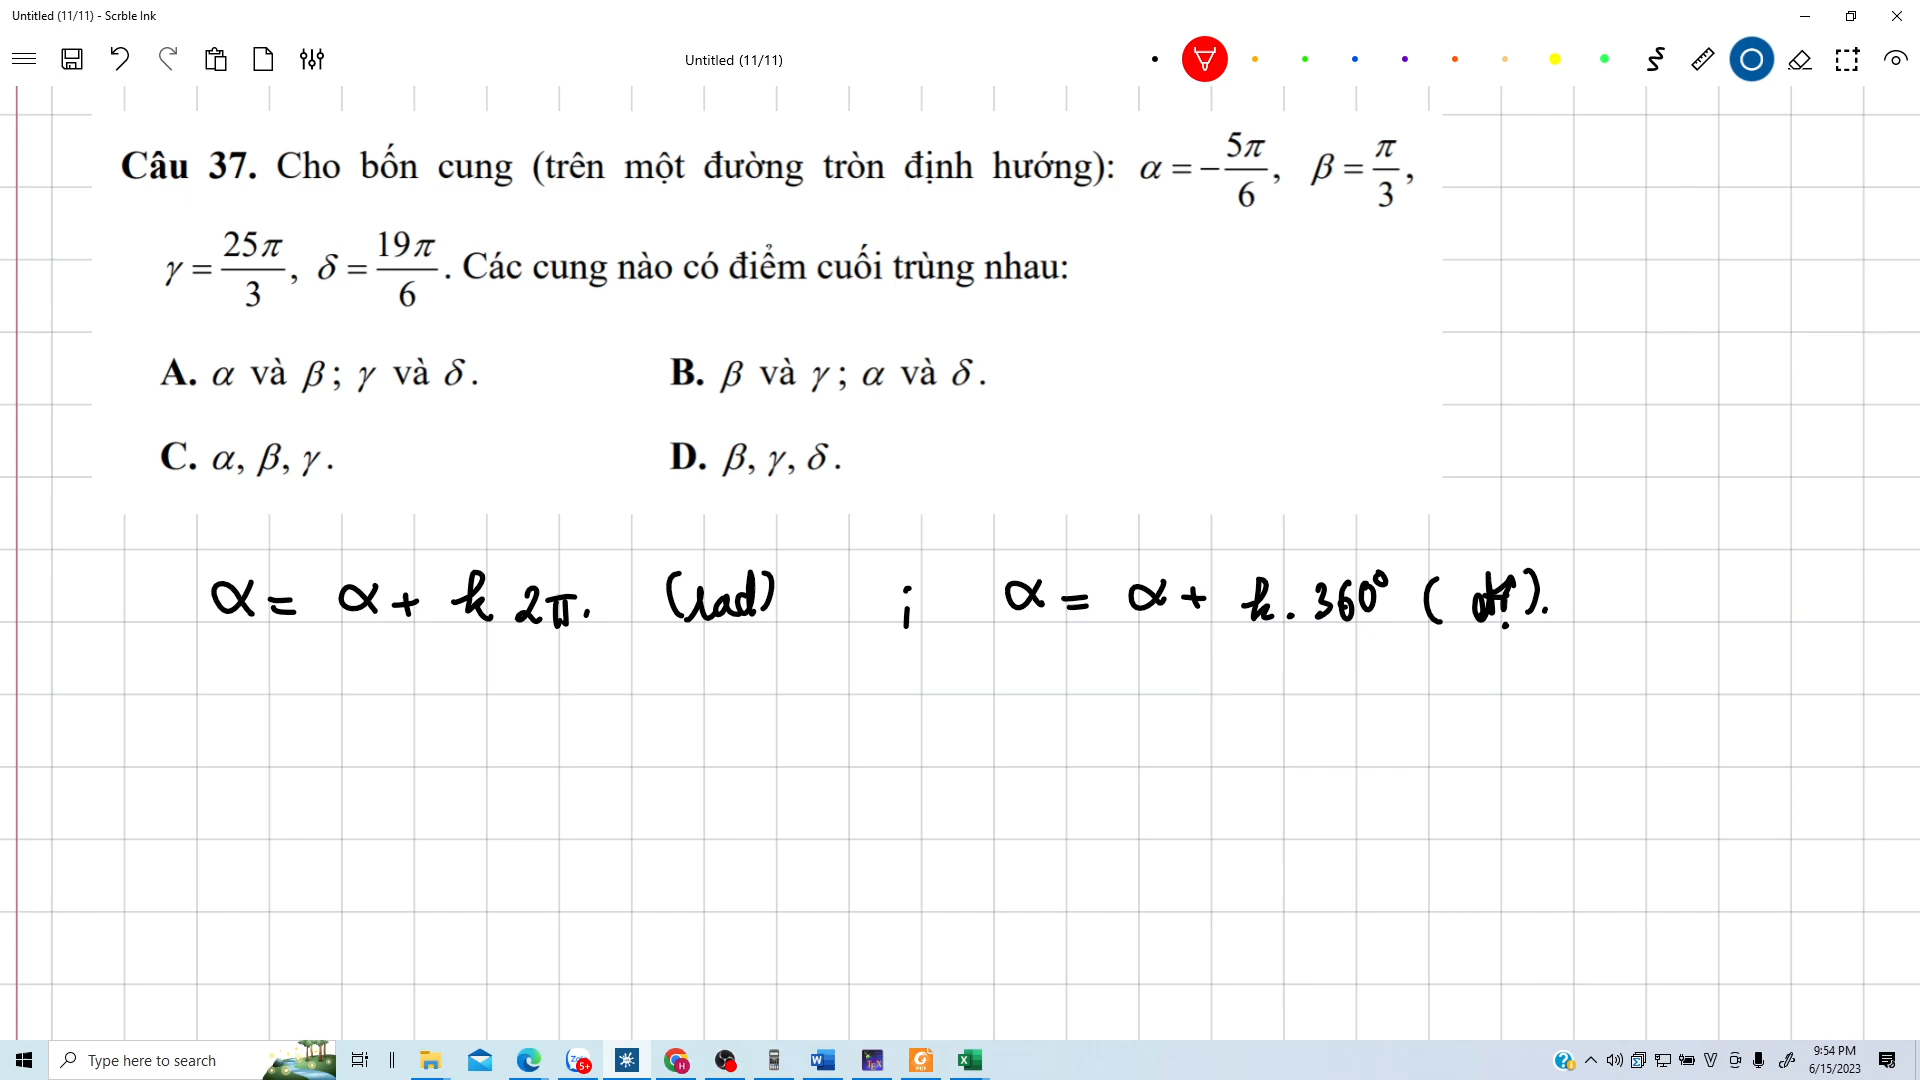 Untitled (11/11) - Scrble Ink
Untitled (11/11)
Câu 37. Cho bốn cung (trên một đường tròn định hướng): α = −5π/6, β = π/3,
γ = 25π/3, δ = 19π/6. Các cung nào có điểm cuối trùng nhau:
A. α và β; γ và δ.
B. β và γ; α và δ.
C. α, β, γ.
D. β, γ, δ.
α = α + k 2π. (rad) ; α = α + k. 360° (độ).
Type here to search
9:54 PM
6/15/2023